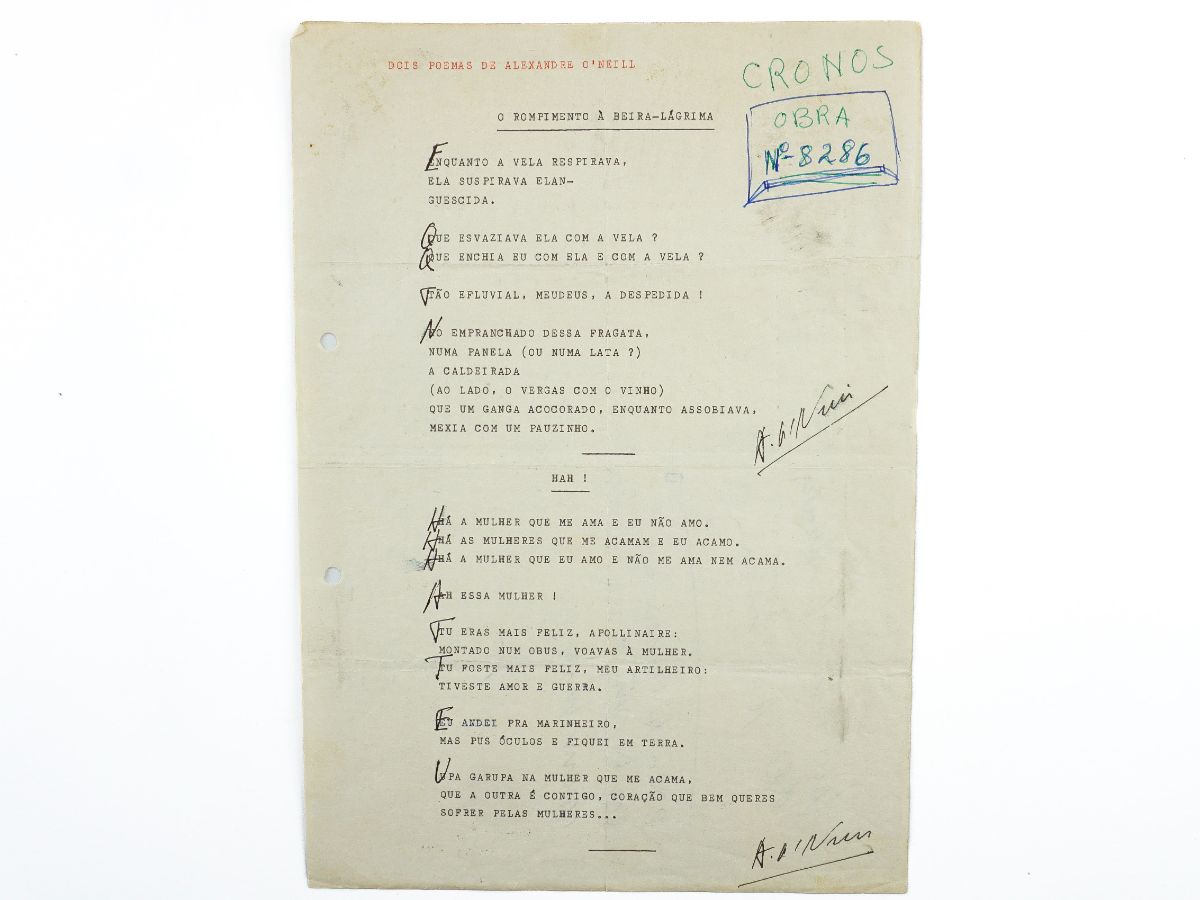 DOIS POEMAS DE ALEXANDRE O'NEILL
CRONOS
OBRA
Nº 8286
O ROMPIMENTO À BEIRA-LÁGRIMA
ENQUANTO A VELA RESPIRAVA,
ELA SUSPIRAVA ELAN-
GUESCIDA.
QUE ESVAZIAVA ELA COM A VELA ?
QUE ENCHIA EU COM ELA E COM A VELA ?
TÃO EFLUVIAL, MEUDEUS, A DESPEDIDA !
NO EMPRANCHADO DESSA FRAGATA,
NUMA PANELA (OU NUMA LATA ?)
A CALDEIRADA
(AO LADO, O VERGAS COM O VINHO)
QUE UM GANGA ACOCORADO, ENQUANTO ASSOBIAVA,
MEXIA COM UM PAUZINHO.
A. O'Neill
HAH !
HÁ A MULHER QUE ME AMA E EU NÃO AMO.
HÁ AS MULHERES QUE ME ACAMAM E EU ACAMO.
HÁ A MULHER QUE EU AMO E NÃO ME AMA NEM ACAMA.
AH ESSA MULHER !
TU ERAS MAIS FELIZ, APOLLINAIRE:
MONTADO NUM OBUS, VOAVAS À MULHER.
TU FOSTE MAIS FELIZ, MEU ARTILHEIRO:
TIVESTE AMOR E GUERRA.
EU ANDEI PRA MARINHEIRO,
MAS PUS ÓCULOS E FIQUEI EM TERRA.
UPA GARUPA NA MULHER QUE ME ACAMA,
QUE A OUTRA É CONTIGO, CORAÇÃO QUE BEM QUERES
SOFRER PELAS MULHERES...
A. O'Neill